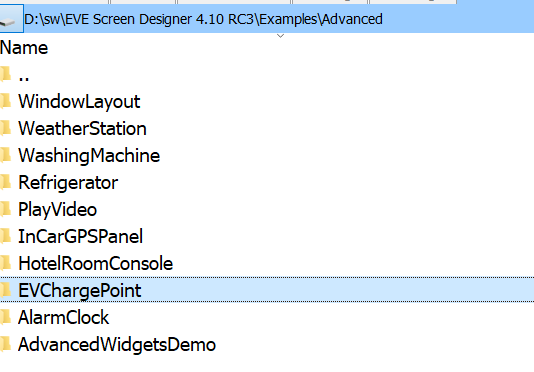 D:\sw\EVE Screen Designer 4.10 RC3\Examples\Advanced
Name
..
WindowLayout
WeatherStation
WashingMachine
Refrigerator
PlayVideo
InCarGPSPanel
HotelRoomConsole
EVChargePoint
AlarmClock
AdvancedWidgetsDemo